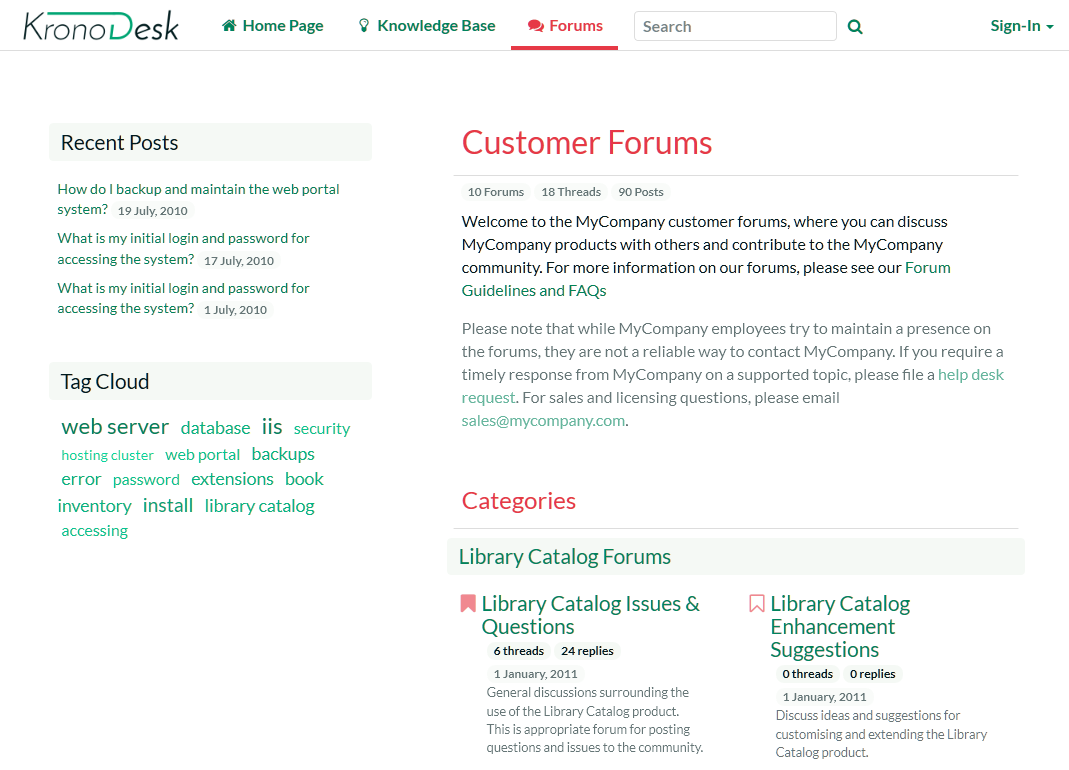 KronoDesk
Home Page
Knowledge Base
Forums
Search
Sign-In
Recent Posts
How do I backup and maintain the web portal
system? 19 July, 2010
What is my initial login and password for
accessing the system? 17 July, 2010
What is my initial login and password for
accessing the system? 1 July, 2010
Tag Cloud
web server database iis security
hosting cluster web portal backups
error password extensions book
inventory install library catalog
accessing
Customer Forums
10 Forums 18 Threads 90 Posts
Welcome to the MyCompany customer forums, where you can discuss
MyCompany products with others and contribute to the MyCompany
community. For more information on our forums, please see our Forum
Guidelines and FAQs
Please note that while MyCompany employees try to maintain a presence on
the forums, they are not a reliable way to contact MyCompany. If you require a
timely response from MyCompany on a supported topic, please file a help desk
request. For sales and licensing questions, please email
sales@mycompany.com.
Categories
Library Catalog Forums
Library Catalog Issues &
Questions
6 threads 24 replies
1 January, 2011
General discussions surrounding the
use of the Library Catalog product.
This is appropriate forum for posting
questions and issues to the community.
Library Catalog
Enhancement
Suggestions
0 threads 0 replies
1 January, 2011
Discuss ideas and suggestions for
customising and extending the Library
Catalog product.